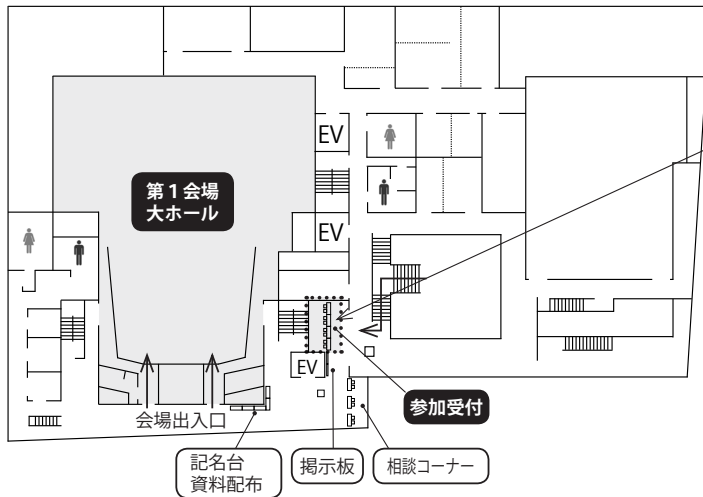 EV
第１会場
大ホール
EV
EV
参加受付
会場出入口
記名台
資料配布
掲示板
相談コーナー